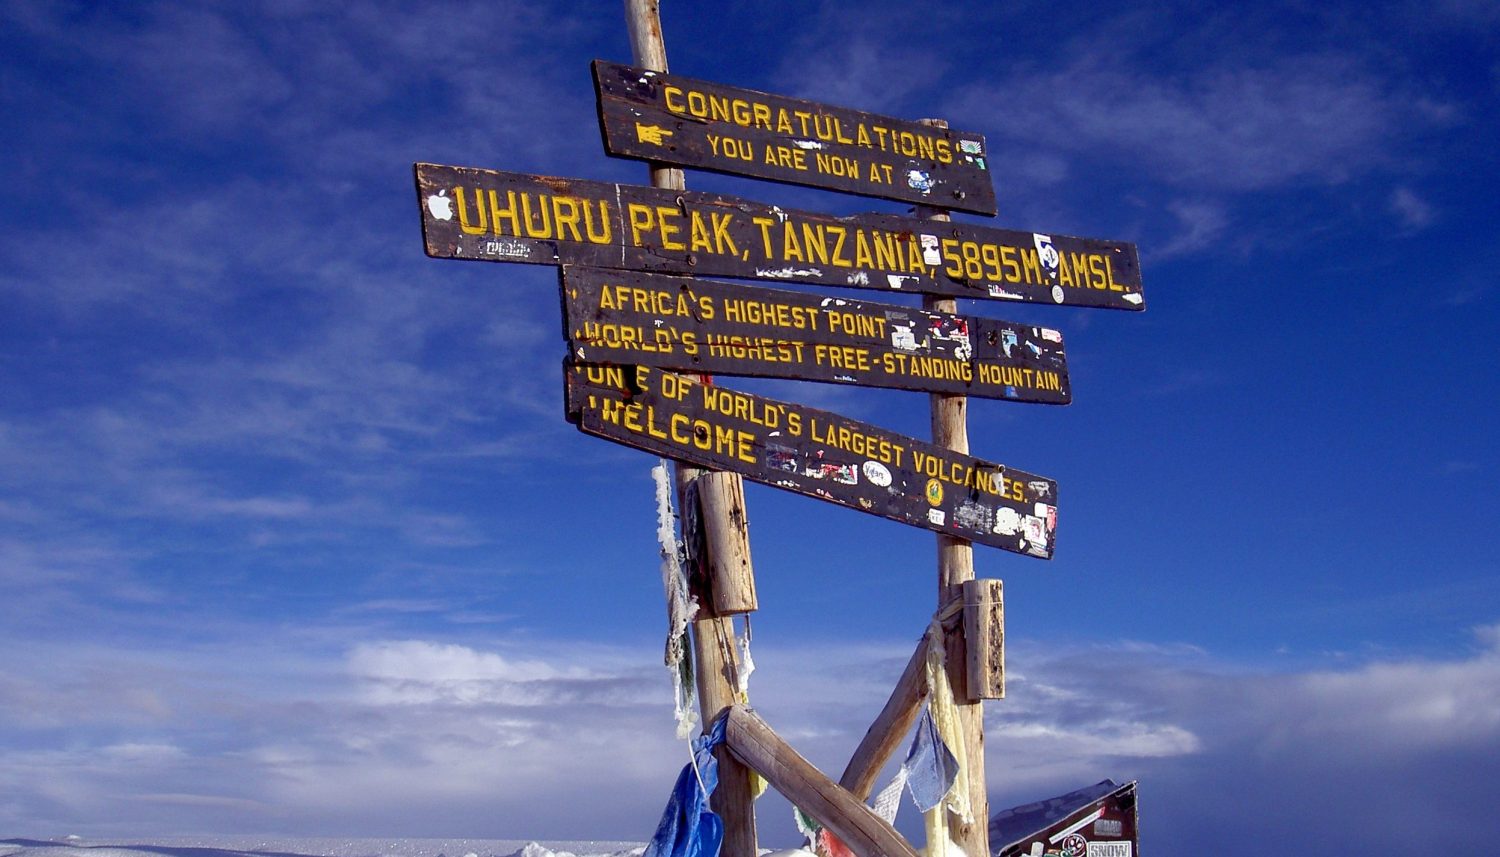 CONGRATULATIONS
YOU ARE NOW AT
UHURU PEAK, TANZANIA, 5895M. AMSL.
AFRICA`S HIGHEST POINT
WORLD`S HIGHEST FREE-STANDING MOUNTAIN,
ONE OF WORLD`S LARGEST VOLCANOES.
WELCOME
SNOW